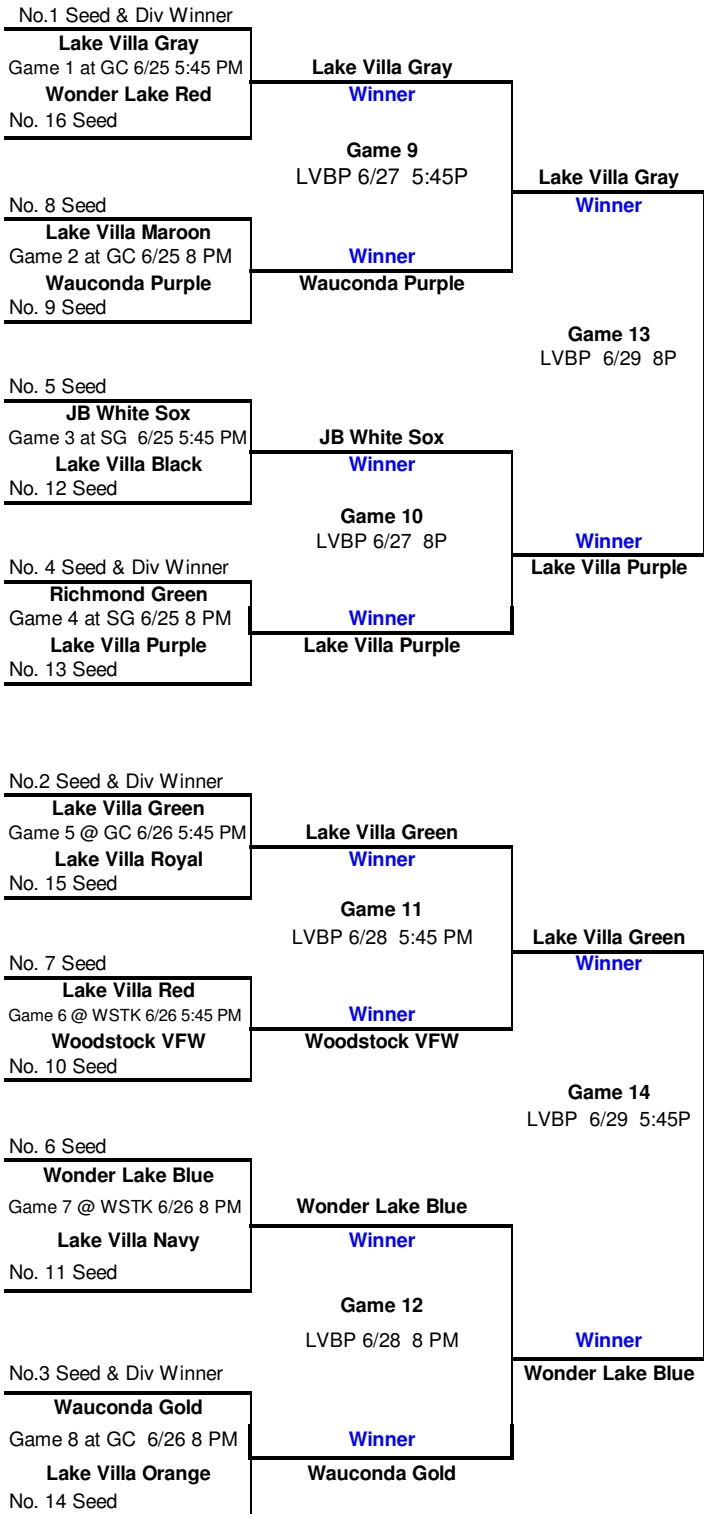 No.1 Seed & Div Winner
Lake Villa Gray
Game 1 at GC 6/25 5:45 PM
Lake Villa Gray
Wonder Lake Red
Winner
No. 16 Seed
Game 9
LVBP 6/27 5:45P
Lake Villa Gray
No. 8 Seed
Winner
Lake Villa Maroon
Game 2 at GC 6/25 8 PM
Winner
Wauconda Purple
Wauconda Purple
No. 9 Seed
Game 13
LVBP 6/29 8P
No. 5 Seed
JB White Sox
Game 3 at SG 6/25 5:45 PM
JB White Sox
Lake Villa Black
Winner
No. 12 Seed
Game 10
LVBP 6/27 8P
Winner
No. 4 Seed & Div Winner
Lake Villa Purple
Richmond Green
Game 4 at SG 6/25 8 PM
Winner
Lake Villa Purple
Lake Villa Purple
No. 13 Seed
No.2 Seed & Div Winner
Lake Villa Green
Game 5 @ GC 6/26 5:45 PM
Lake Villa Green
Lake Villa Royal
Winner
No. 15 Seed
Game 11
LVBP 6/28 5:45 PM
Lake Villa Green
No. 7 Seed
Winner
Lake Villa Red
Game 6 @ WSTK 6/26 5:45 PM
Winner
Woodstock VFW
Woodstock VFW
No. 10 Seed
Game 14
LVBP 6/29 5:45P
No. 6 Seed
Wonder Lake Blue
Game 7 @ WSTK 6/26 8 PM
Wonder Lake Blue
Lake Villa Navy
Winner
No. 11 Seed
Game 12
LVBP 6/28 8 PM
Winner
No.3 Seed & Div Winner
Wonder Lake Blue
Wauconda Gold
Game 8 at GC 6/26 8 PM
Winner
Lake Villa Orange
Wauconda Gold
No. 14 Seed